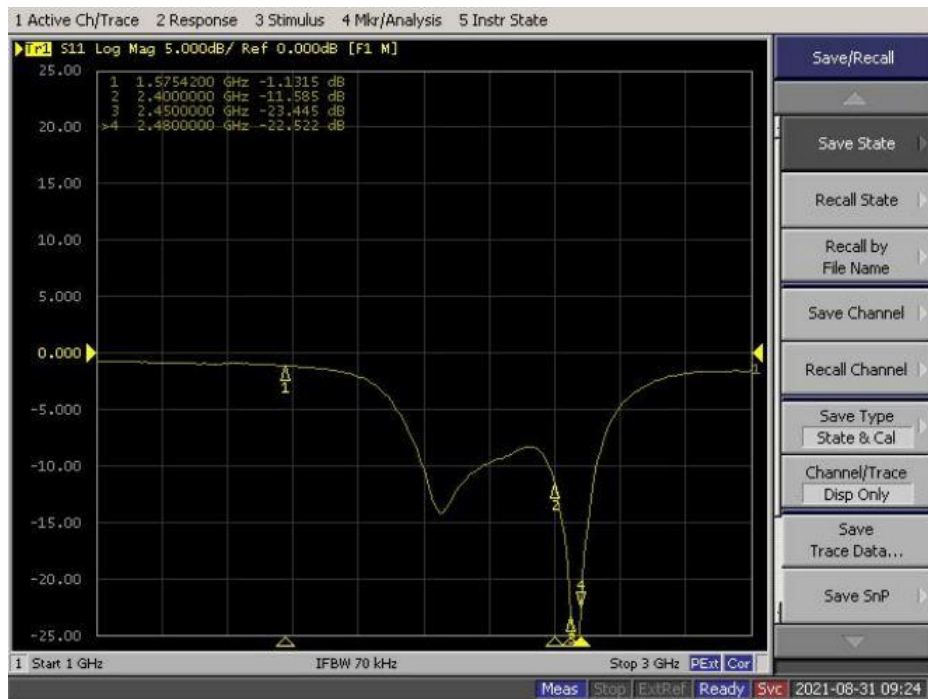 1 Active Ch/Trace 2 Response 3 Stimulus 4 Mkr/Analysis 5 Instr State
Tr1 S11 Log Mag 5.000dB/ Ref 0.000dB [F1 M]
25.00
20.00
15.00
10.00
5.000
0.000
-5.000
-10.00
-15.00
-20.00
-25.00
1 1.5754200 GHz -1.1315 dB
2 2.4000000 GHz -11.585 dB
3 2.4500000 GHz -23.445 dB
>4 2.4800000 GHz -22.522 dB
1
2
3
4
1
1 Start 1 GHz IFBW 70 kHz Stop 3 GHz PExt Cor
Save/Recall
Save State
Recall State
Recall by
File Name
Save Channel
Recall Channel
Save Type
State & Cal
Channel/Trace
Disp Only
Save
Trace Data...
Save SnP
Meas Stop ExtRef Ready Svc 2021-08-31 09:24